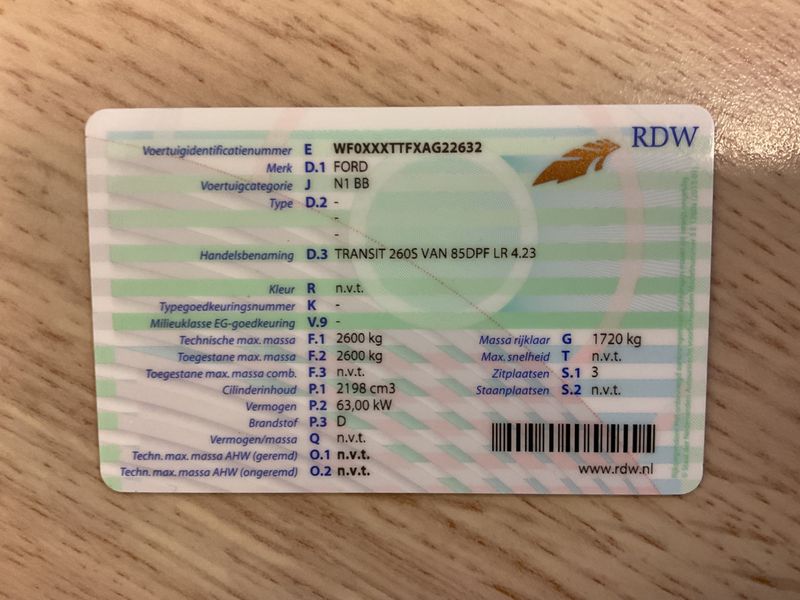 RDW
Voertuigidentificatienummer E WF0XXXTTFXAG22632
Merk D.1 FORD
Voertuigcategorie J N1 BB
Type D.2 -
-
-
Handelsbenaming D.3 TRANSIT 260S VAN 85DPF LR 4.23
Kleur R n.v.t.
Typegoedkeuringsnummer K -
Milieuklasse EG-goedkeuring V.9 -
Technische max. massa F.1 2600 kg Massa rijklaar G 1720 kg
Toegestane max. massa F.2 2600 kg Max. snelheid T n.v.t.
Toegestane max. massa comb. F.3 n.v.t. Zitplaatsen S.1 3
Cilinderinhoud P.1 2198 cm3 Staanplaatsen S.2 n.v.t.
Vermogen P.2 63,00 kW
Brandstof P.3 D
Vermogen/massa Q n.v.t.
Techn. max. massa AHW (geremd) O.1 n.v.t.
Techn. max. massa AHW (ongeremd) O.2 n.v.t.
www.rdw.nl